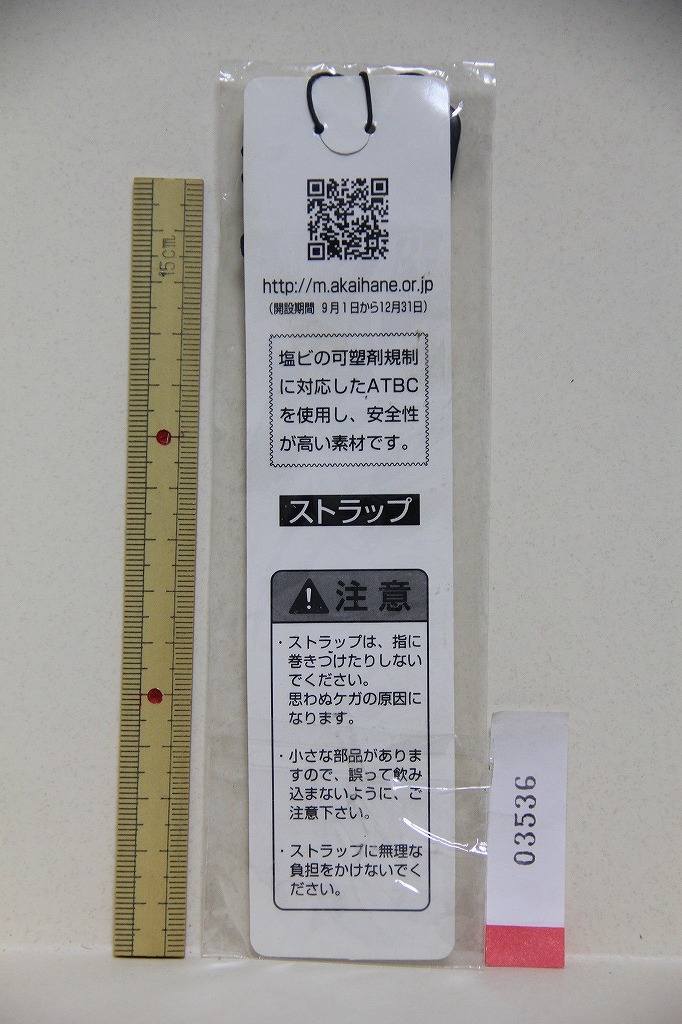 http://m.akaihane.or.jp
（開設期間 9月1日から12月31日）
塩ビの可塑剤規制
に対応したATBC
を使用し、安全性
が高い素材です。
ストラップ
注意
・ストラップは、指に
巻きつけたりしない
でください。
思わぬケガの原因に
なります。
・小さな部品がありま
すので、誤って飲み
込まないように、ご
注意下さい。
・ストラップに無理な
負担をかけないでく
ださい。
15cm
03536